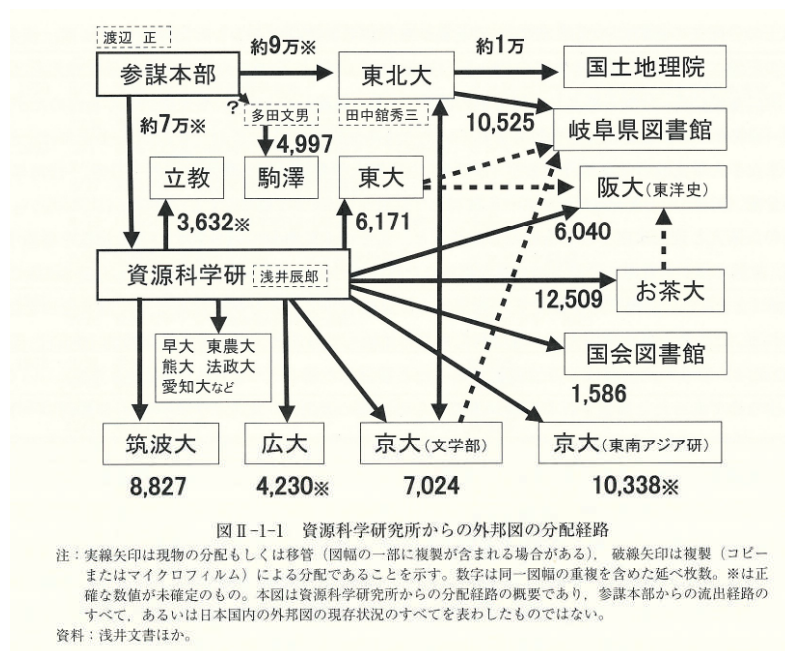 渡辺 正
参謀本部
約9万※
東北大
約1万
国土地理院
?
多田文男
田中館秀三
10,525
岐阜県図書館
約7万※
4,997
立教
駒澤
東大
阪大（東洋史）
3,632※
6,171
6,040
資源科学研
浅井辰郎
12,509
お茶大
早大 東農大
熊大 法政大
愛知大など
国会図書館
1,586
筑波大
広大
京大（文学部）
京大（東南アジア研）
8,827
4,230※
7,024
10,338※
図Ⅱ-1-1 資源科学研究所からの外邦図の分配経路
注：実線矢印は現物の分配もしくは移管（図幅の一部に複製が含まれる場合がある），破線矢印は複製（コピー
またはマイクロフィルム）による分配であることを示す。数字は同一図幅の重複を含めた延べ枚数。※は正
確な数値が未確定のもの。本図は資源科学研究所からの分配経路の概要であり，参謀本部からの流出経路の
すべて，あるいは日本国内の外邦図の現存状況のすべてを表わしたものではない。
資料：浅井文書ほか。